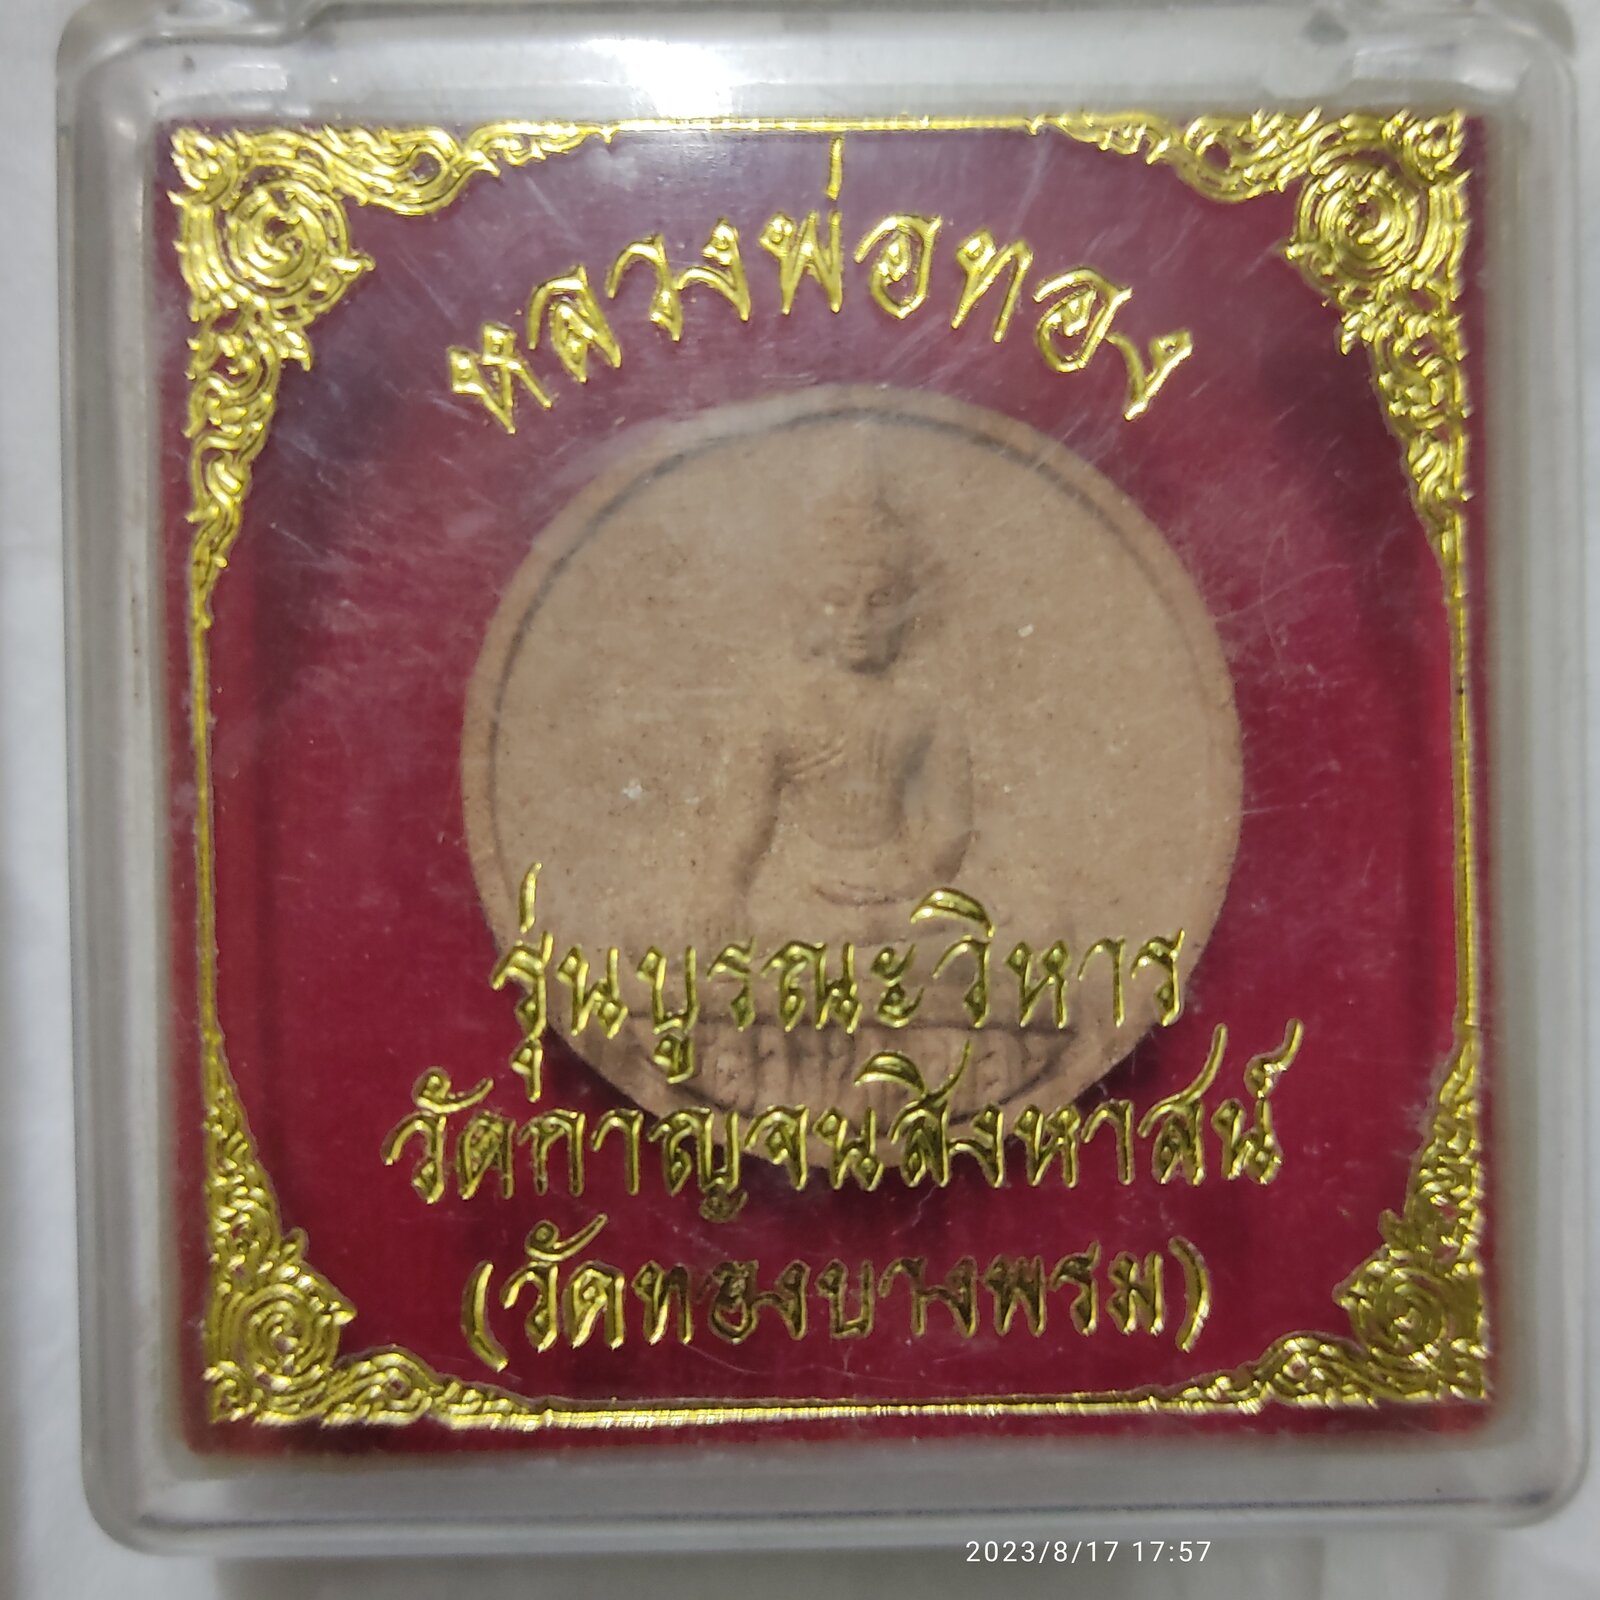 หลวงพ่อทอง
รุ่นบูรณะวิหาร
วัดกาญจนสิงหาสน์
(วัดทองบางพรม)
2023/8/17 17:57